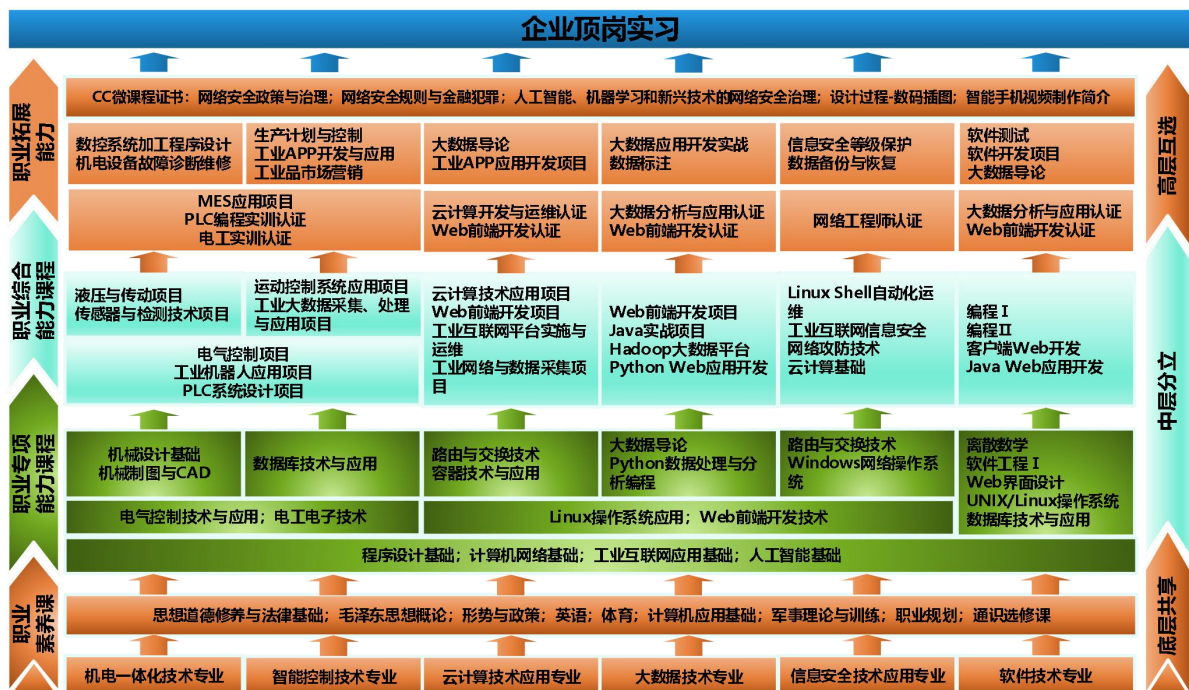 企业顶岗实习
职业拓展
能力
CC微课程证书：网络安全政策与治理；网络安全规则与金融犯罪；人工智能、机器学习和新兴技术的网络安全治理；设计过程-数码插图；智能手机视频制作简介
高层互选
数控系统加工程序设计
机电设备故障诊断维修
生产计划与控制
工业APP开发与应用
工业品市场营销
大数据导论
工业APP应用开发项目
大数据应用开发实战
数据标注
信息安全等级保护
数据备份与恢复
软件测试
软件开发项目
大数据导论
MES应用项目
PLC编程实训认证
电工实训认证
云计算开发与运维认证
Web前端开发认证
大数据分析与应用认证
Web前端开发认证
网络工程师认证
大数据分析与应用认证
Web前端开发认证
职业综合
能力课程
液压与传动项目
传感器与检测技术项目
运动控制系统应用项目
工业大数据采集、处理
与应用项目
电气控制项目
工业机器人应用项目
PLC系统设计项目
云计算技术应用项目
Web前端开发项目
工业互联网平台实施与
运维
工业网络与数据采集项
目
Web前端开发项目
Java实战项目
Hadoop大数据平台
Python Web应用开发
Linux Shell自动化运
维
工业互联网信息安全
网络攻防技术
云计算基础
编程Ⅰ
编程Ⅱ
客户端Web开发
Java Web应用开发
中层分立
职业专项
能力课程
机械设计基础
机械制图与CAD
数据库技术与应用
路由与交换技术
容器技术与应用
大数据导论
Python数据处理与分
析编程
路由与交换技术
Windows网络操作系
统
离散数学
软件工程Ⅰ
Web界面设计
UNIX/Linux操作系统
数据库技术与应用
电气控制技术与应用；电工电子技术
Linux操作系统应用；Web前端开发技术
程序设计基础；计算机网络基础；工业互联网应用基础；人工智能基础
职业
素养课
思想道德修养与法律基础；毛泽东思想概论；形势与政策；英语；体育；计算机应用基础；军事理论与训练；职业规划；通识选修课
底层共享
机电一体化技术专业
智能控制技术专业
云计算技术应用专业
大数据技术专业
信息安全技术应用专业
软件技术专业